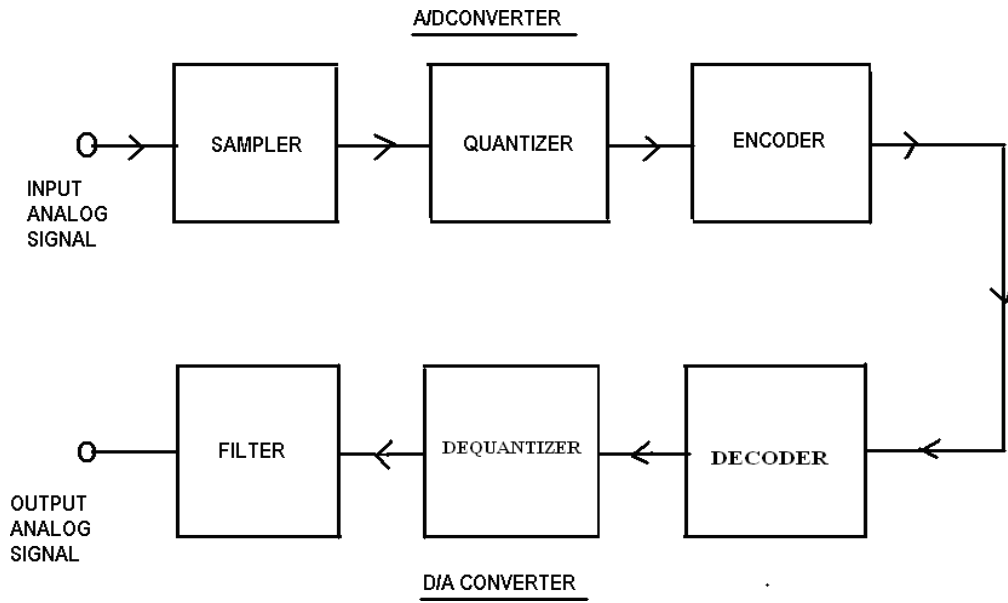 A/DCONVERTER
SAMPLER
QUANTIZER
ENCODER
INPUT
ANALOG
SIGNAL
FILTER
DEQUANTIZER
DECODER
OUTPUT
ANALOG
SIGNAL
D/A CONVERTER